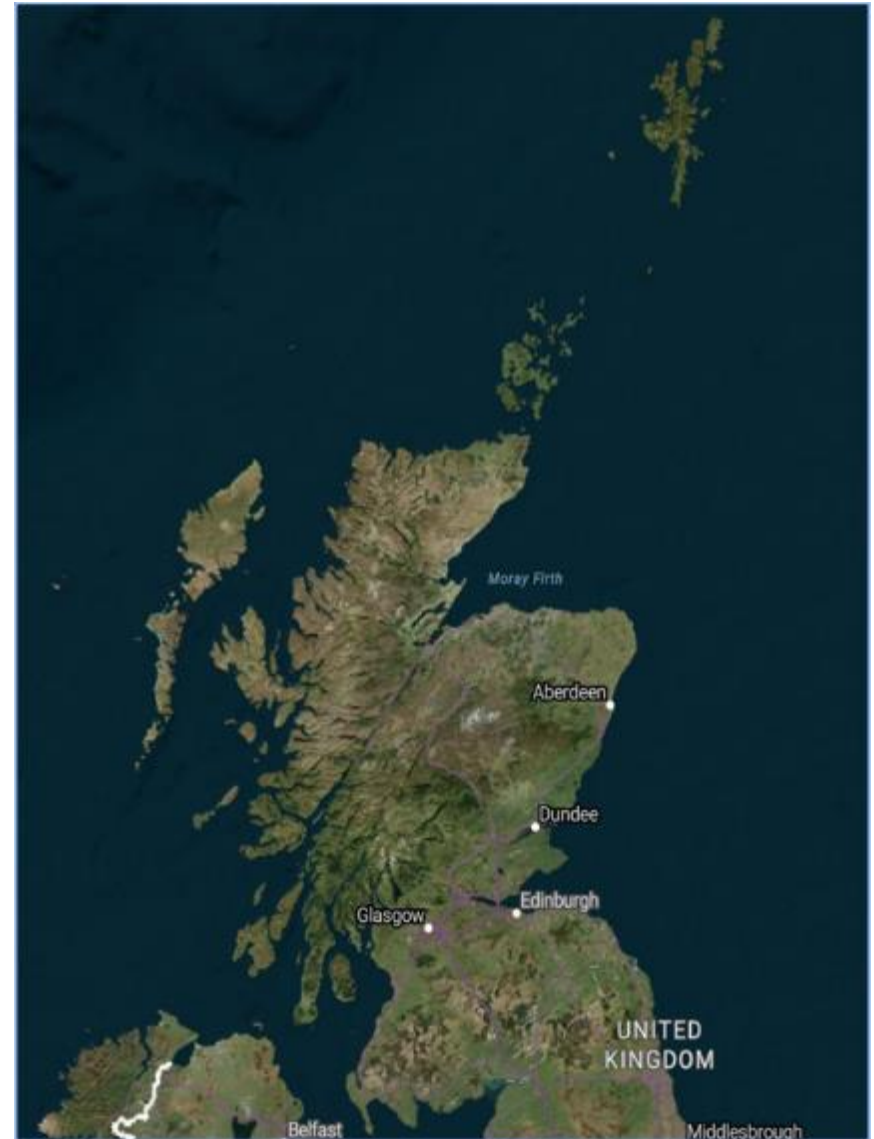 Moray Firth
Aberdeen
Dundee
Edinburgh
Glasgow
UNITED
KINGDOM
Belfast
Middlesbrough